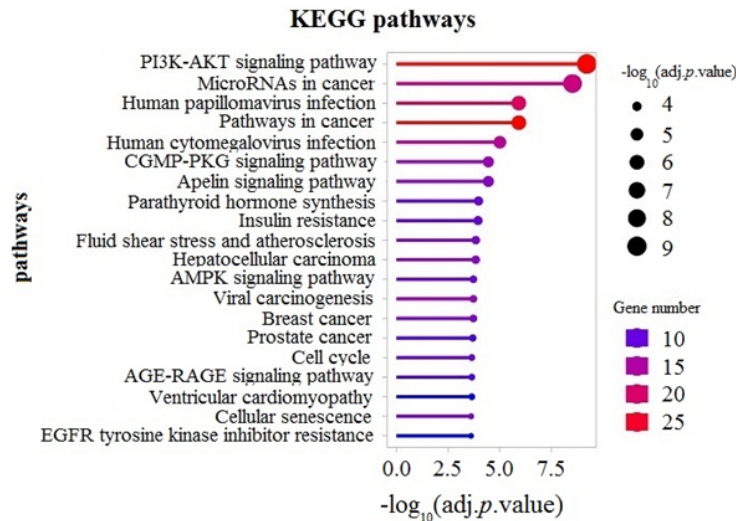 KEGG pathways
pathways
PI3K-AKT signaling pathway
MicroRNAs in cancer
Human papillomavirus infection
Pathways in cancer
Human cytomegalovirus infection
CGMP-PKG signaling pathway
Apelin signaling pathway
Parathyroid hormone synthesis
Insulin resistance
Fluid shear stress and atherosclerosis
Hepatocellular carcinoma
AMPK signaling pathway
Viral carcinogenesis
Breast cancer
Prostate cancer
Cell cycle
AGE-RAGE signaling pathway
Ventricular cardiomyopathy
Cellular senescence
EGFR tyrosine kinase inhibitor resistance
0.0 2.5 5.0 7.5
-log10(adj.p.value)
-log10(adj.p.value)
4
5
6
7
8
9
Gene number
10
15
20
25